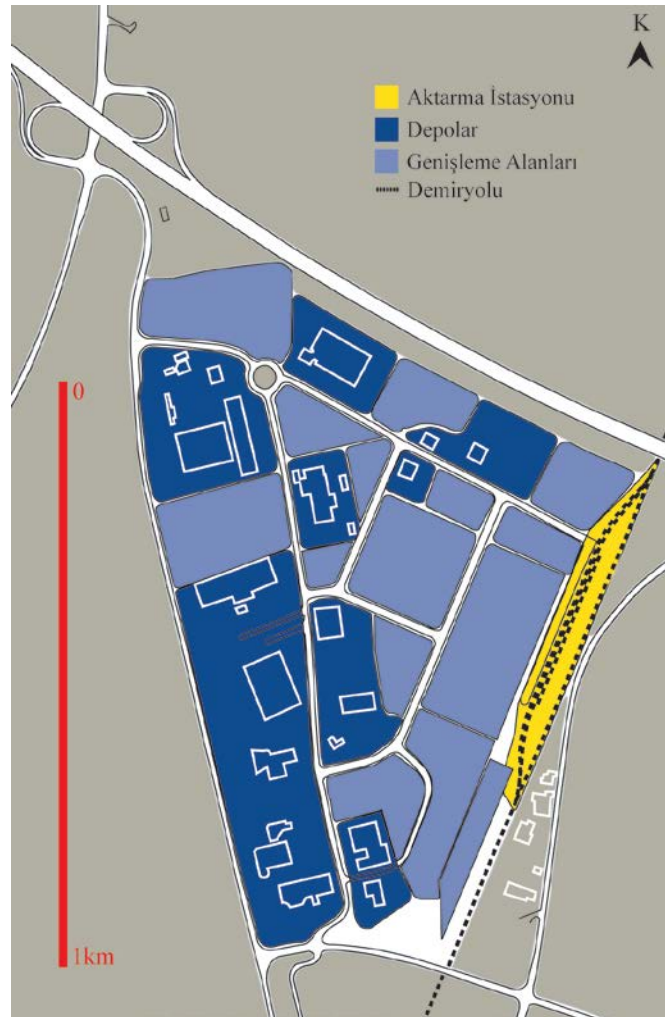 K
Aktarma İstasyonu
Depolar
Genişleme Alanları
Demiryolu
0
1km